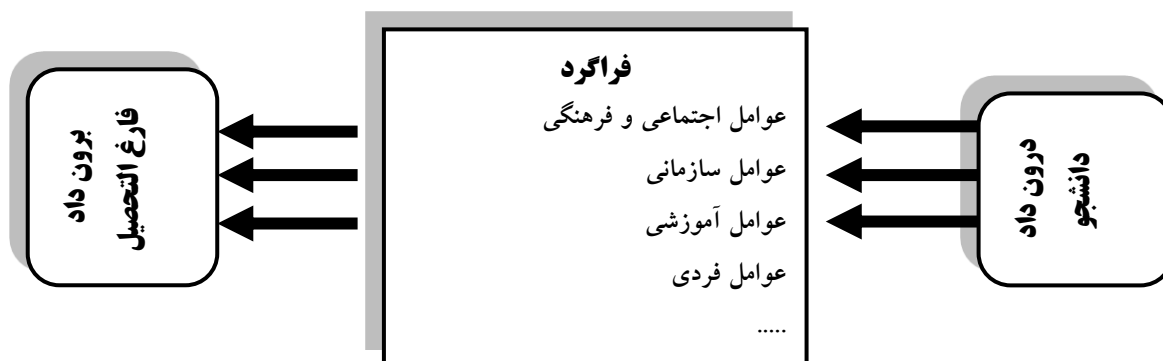 درون داد
دانشجو
فراگرد
عوامل اجتماعی و فرهنگی
عوامل سازمانی
عوامل آموزشی
عوامل فردی
.....
برون داد
فارغ التحصیل